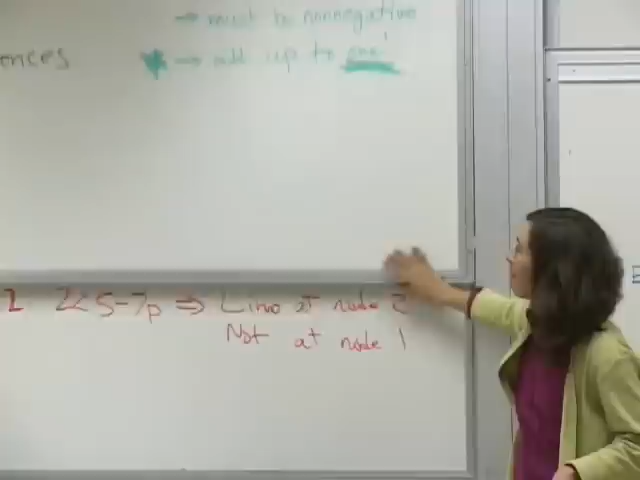 → must be nonnegative
ences → add up to one!
2 2<5-7p ⇒ Live at node 2
Not at node 1